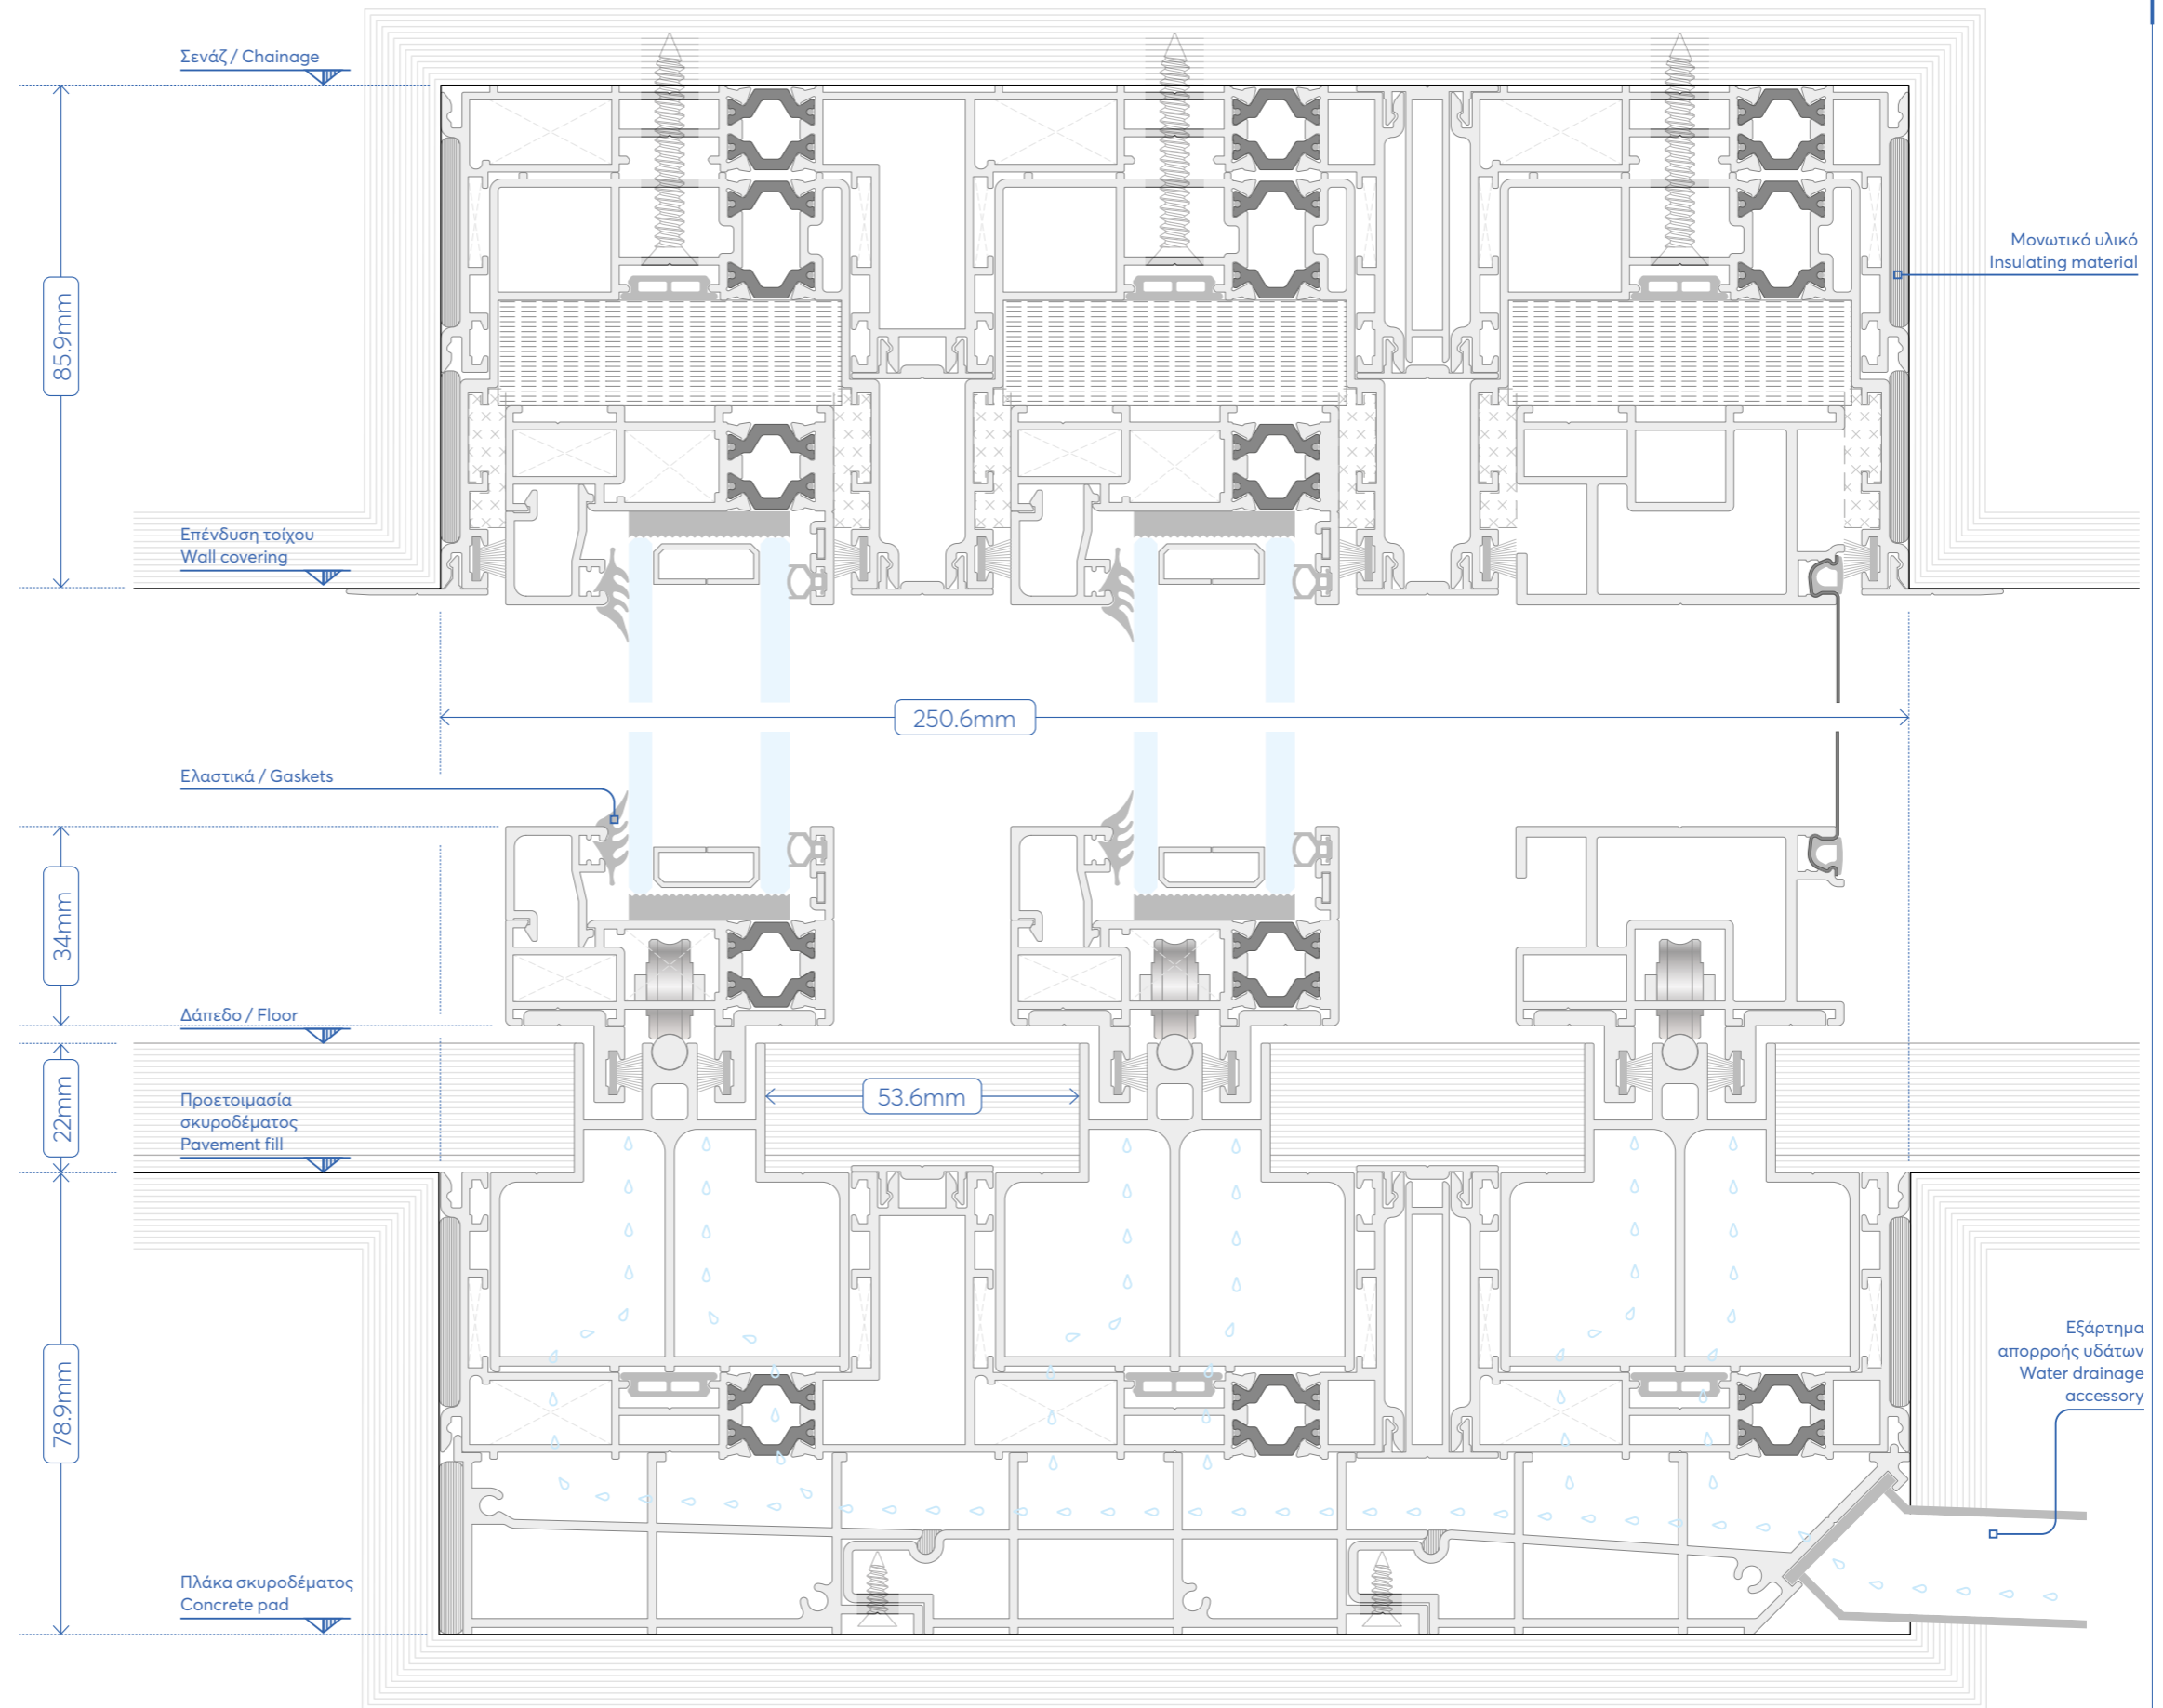 Σενάζ / Chainage
85.9mm
Μονωτικό υλικό
Insulating material
Επένδυση τοίχου
Wall covering
250.6mm
Ελαστικά / Gaskets
34mm
Δάπεδο / Floor
22mm
53.6mm
Προετοιμασία
σκυροδέματος
Pavement fill
78.9mm
Εξάρτημα
απορροής υδάτων
Water drainage
accessory
Πλάκα σκυροδέματος
Concrete pad